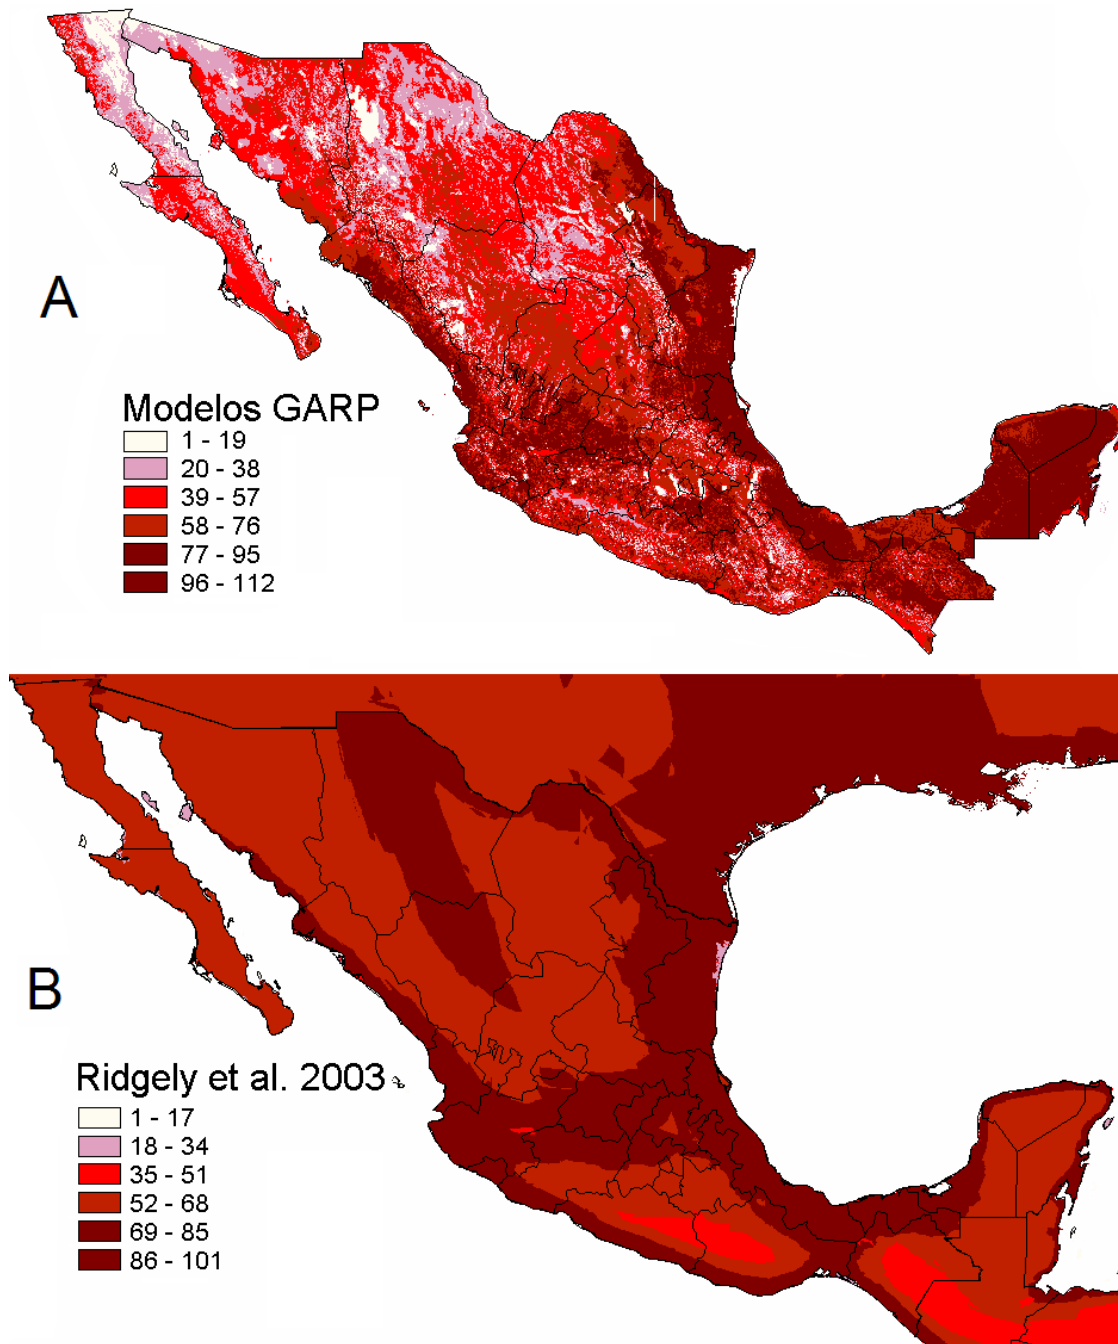 A
Modelos GARP
1 - 19
20 - 38
39 - 57
58 - 76
77 - 95
96 - 112
B
Ridgely et al. 2003
1 - 17
18 - 34
35 - 51
52 - 68
69 - 85
86 - 101